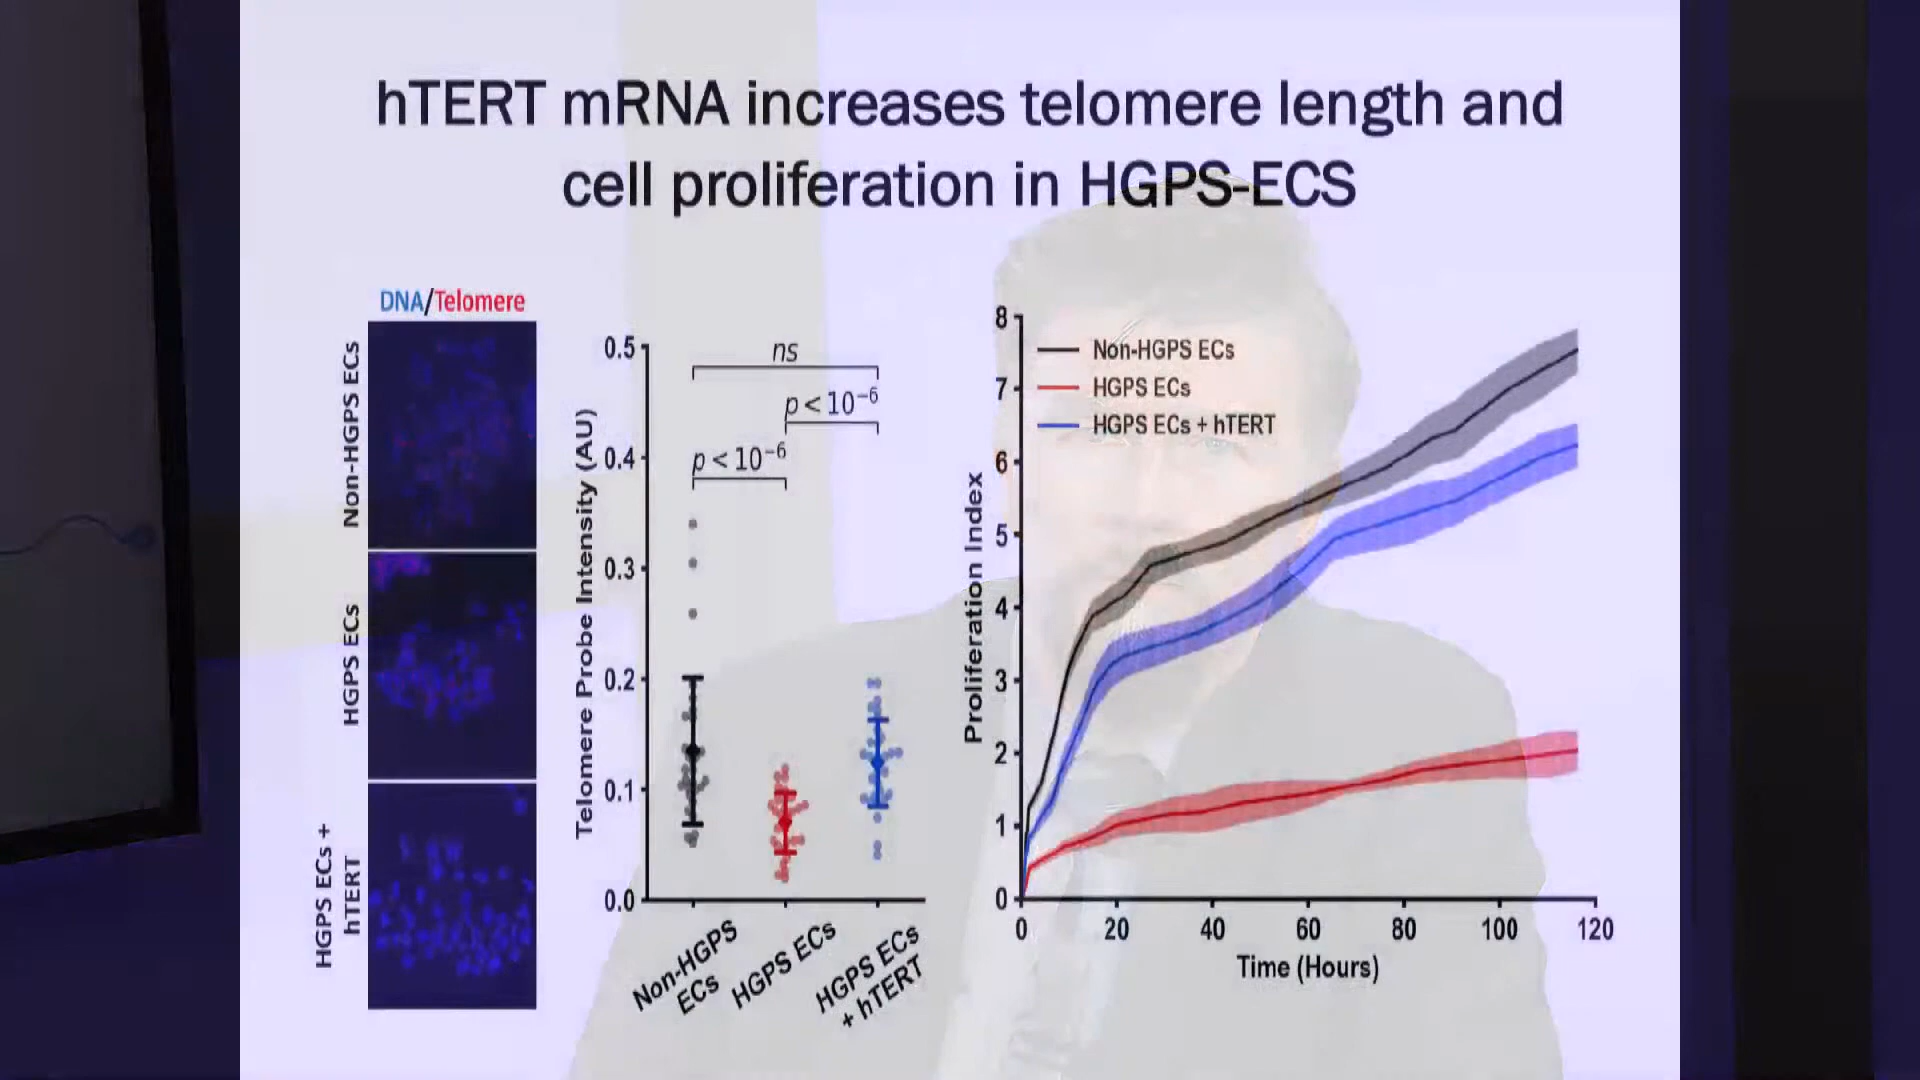 hTERT mRNA increases telomere length and
cell proliferation in HGPS-ECS
DNA/Telomere
Non-HGPS ECs
HGPS ECs
HGPS ECs +
hTERT
Telomere Probe Intensity (AU)
0.5
0.4
0.3
0.2
0.1
0.0
ns
p < 10⁻⁶
p < 10⁻⁶
Non-HGPS
ECs
HGPS ECs
HGPS ECs
+ hTERT
Proliferation Index
8
7
6
5
4
3
2
1
0
Non-HGPS ECs
HGPS ECs
HGPS ECs + hTERT
0 20 40 60 80 100 120
Time (Hours)